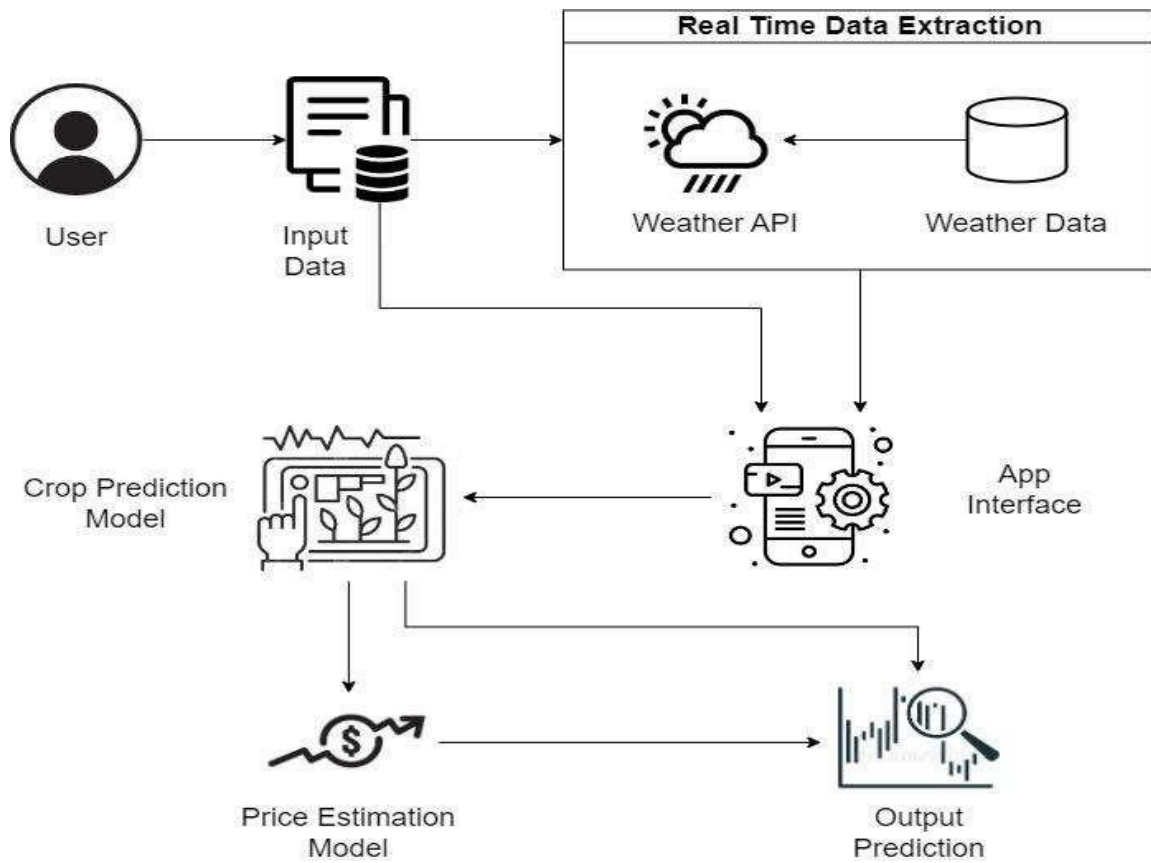 Real Time Data Extraction
User
Input
Data
Weather API
Weather Data
Crop Prediction
Model
App
Interface
$
Price Estimation
Model
Output
Prediction